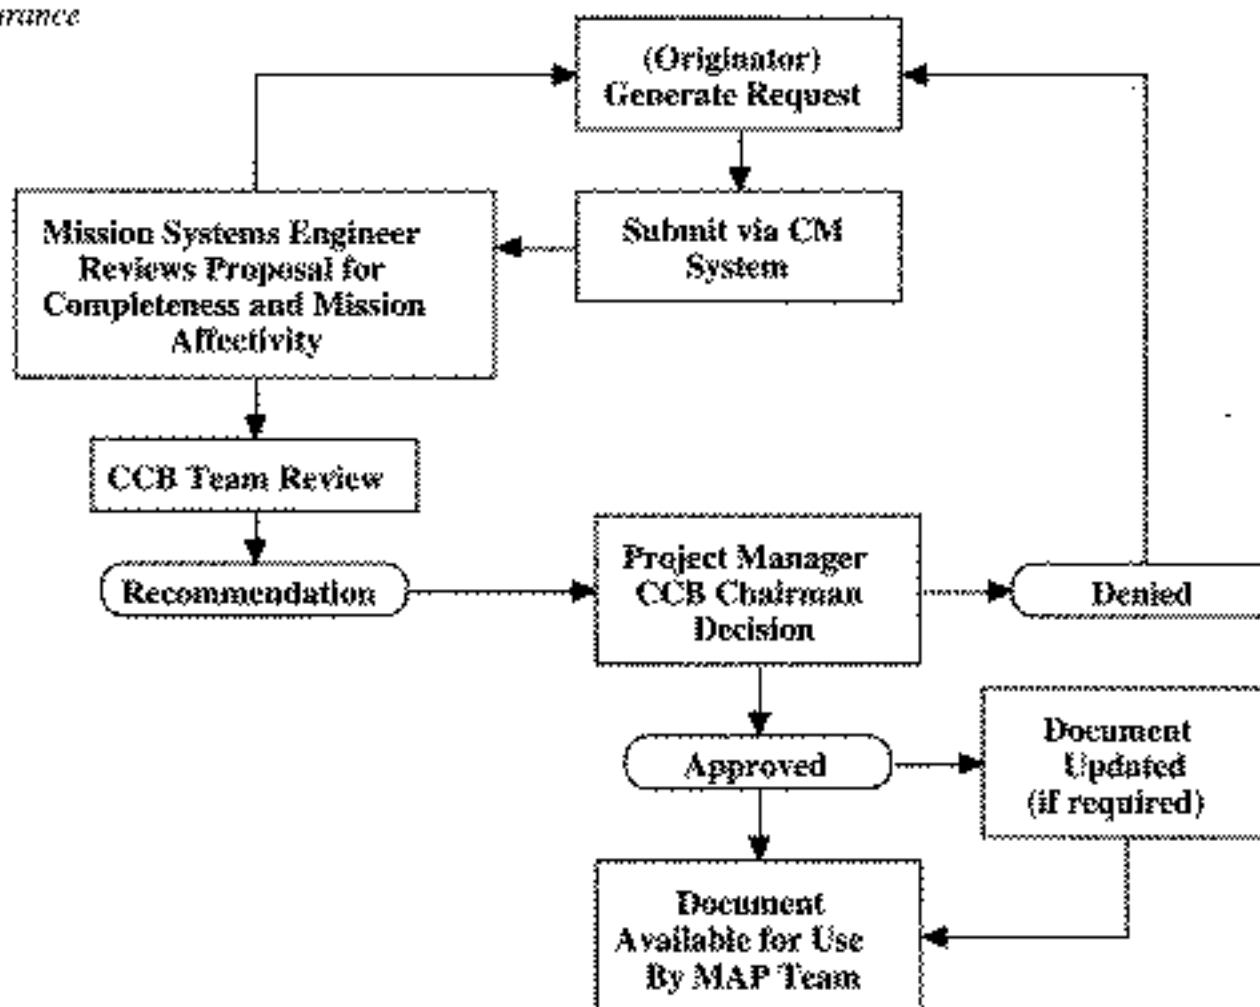 (Originator)
Generate Request
Submit via CM
System
Mission Systems Engineer
Reviews Proposal for
Completeness and Mission
Affectivity
CCB Team Review
Recommendation
Project Manager
CCB Chairman
Decision
Denied
Approved
Document
Updated
(if required)
Document
Available for Use
By MAP Team